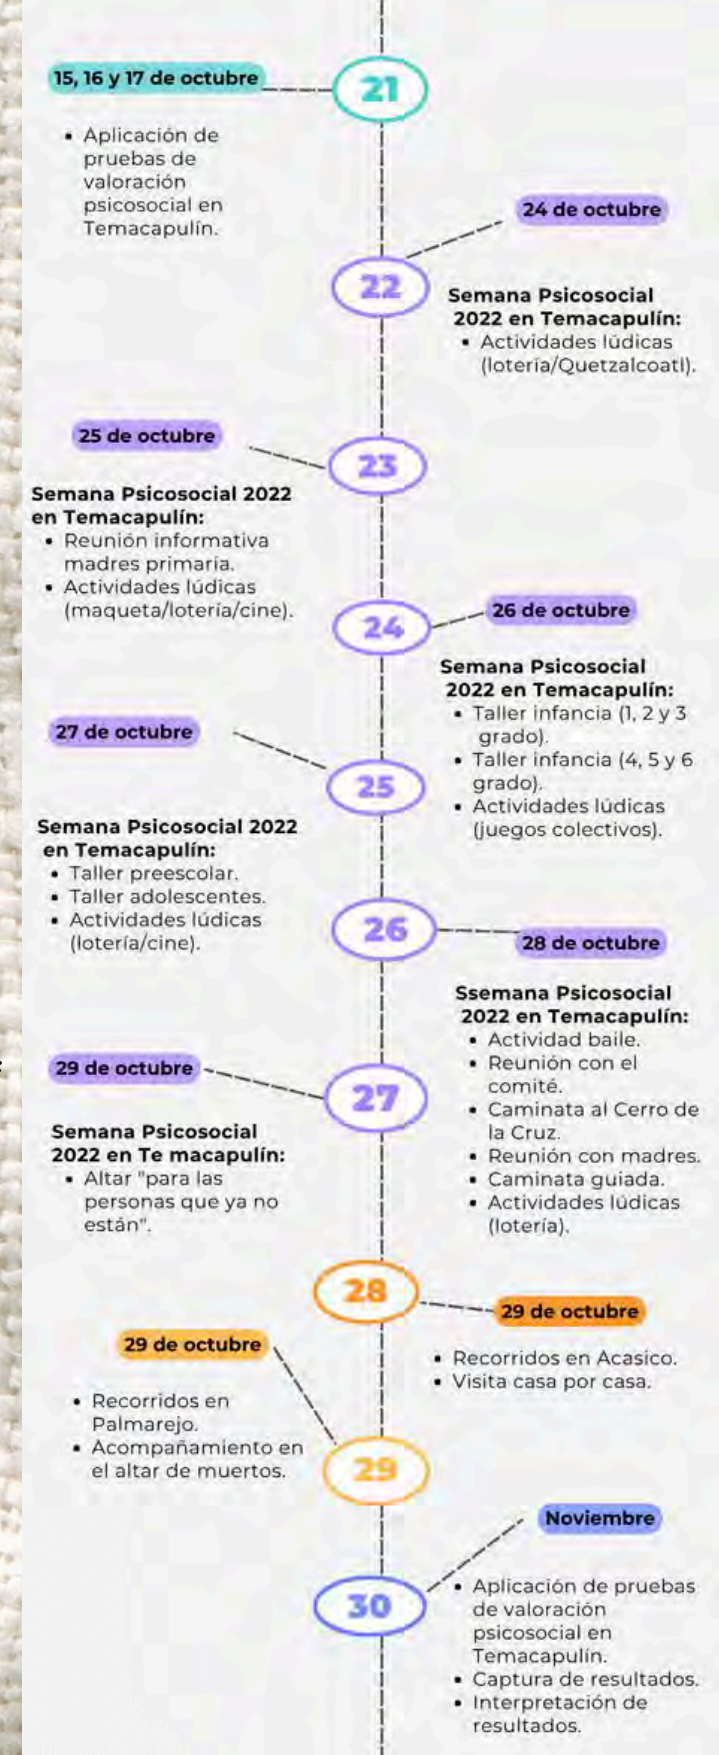 15, 16 y 17 de octubre
21
• Aplicación de
pruebas de
valoración
psicosocial en
Temacapulín.
24 de octubre
22
Semana Psicosocial
2022 en Temacapulín:
• Actividades lúdicas
(lotería/Quetzalcoatl).
25 de octubre
23
Semana Psicosocial 2022
en Temacapulín:
• Reunión informativa
madres primaria.
• Actividades lúdicas
(maqueta/lotería/cine).
26 de octubre
24
Semana Psicosocial
2022 en Temacapulín:
• Taller infancia (1, 2 y 3
grado).
• Taller infancia (4, 5 y 6
grado).
• Actividades lúdicas
(juegos colectivos).
27 de octubre
25
Semana Psicosocial 2022
en Temacapulín:
• Taller preescolar.
• Taller adolescentes.
• Actividades lúdicas
(lotería/cine).
26
28 de octubre
Ssemana Psicosocial
2022 en Temacapulín:
• Actividad baile.
• Reunión con el
comité.
• Caminata al Cerro de
la Cruz.
• Reunión con madres.
• Caminata guiada.
• Actividades lúdicas
(lotería).
29 de octubre
27
Semana Psicosocial
2022 en Te macapulín:
• Altar "para las
personas que ya no
están".
28
29 de octubre
• Recorridos en Acasico.
• Visita casa por casa.
29 de octubre
29
• Recorridos en
Palmarejo.
• Acompañamiento en
el altar de muertos.
Noviembre
30
• Aplicación de pruebas
de valoración
psicosocial en
Temacapulín.
• Captura de resultados.
• Interpretación de
resultados.